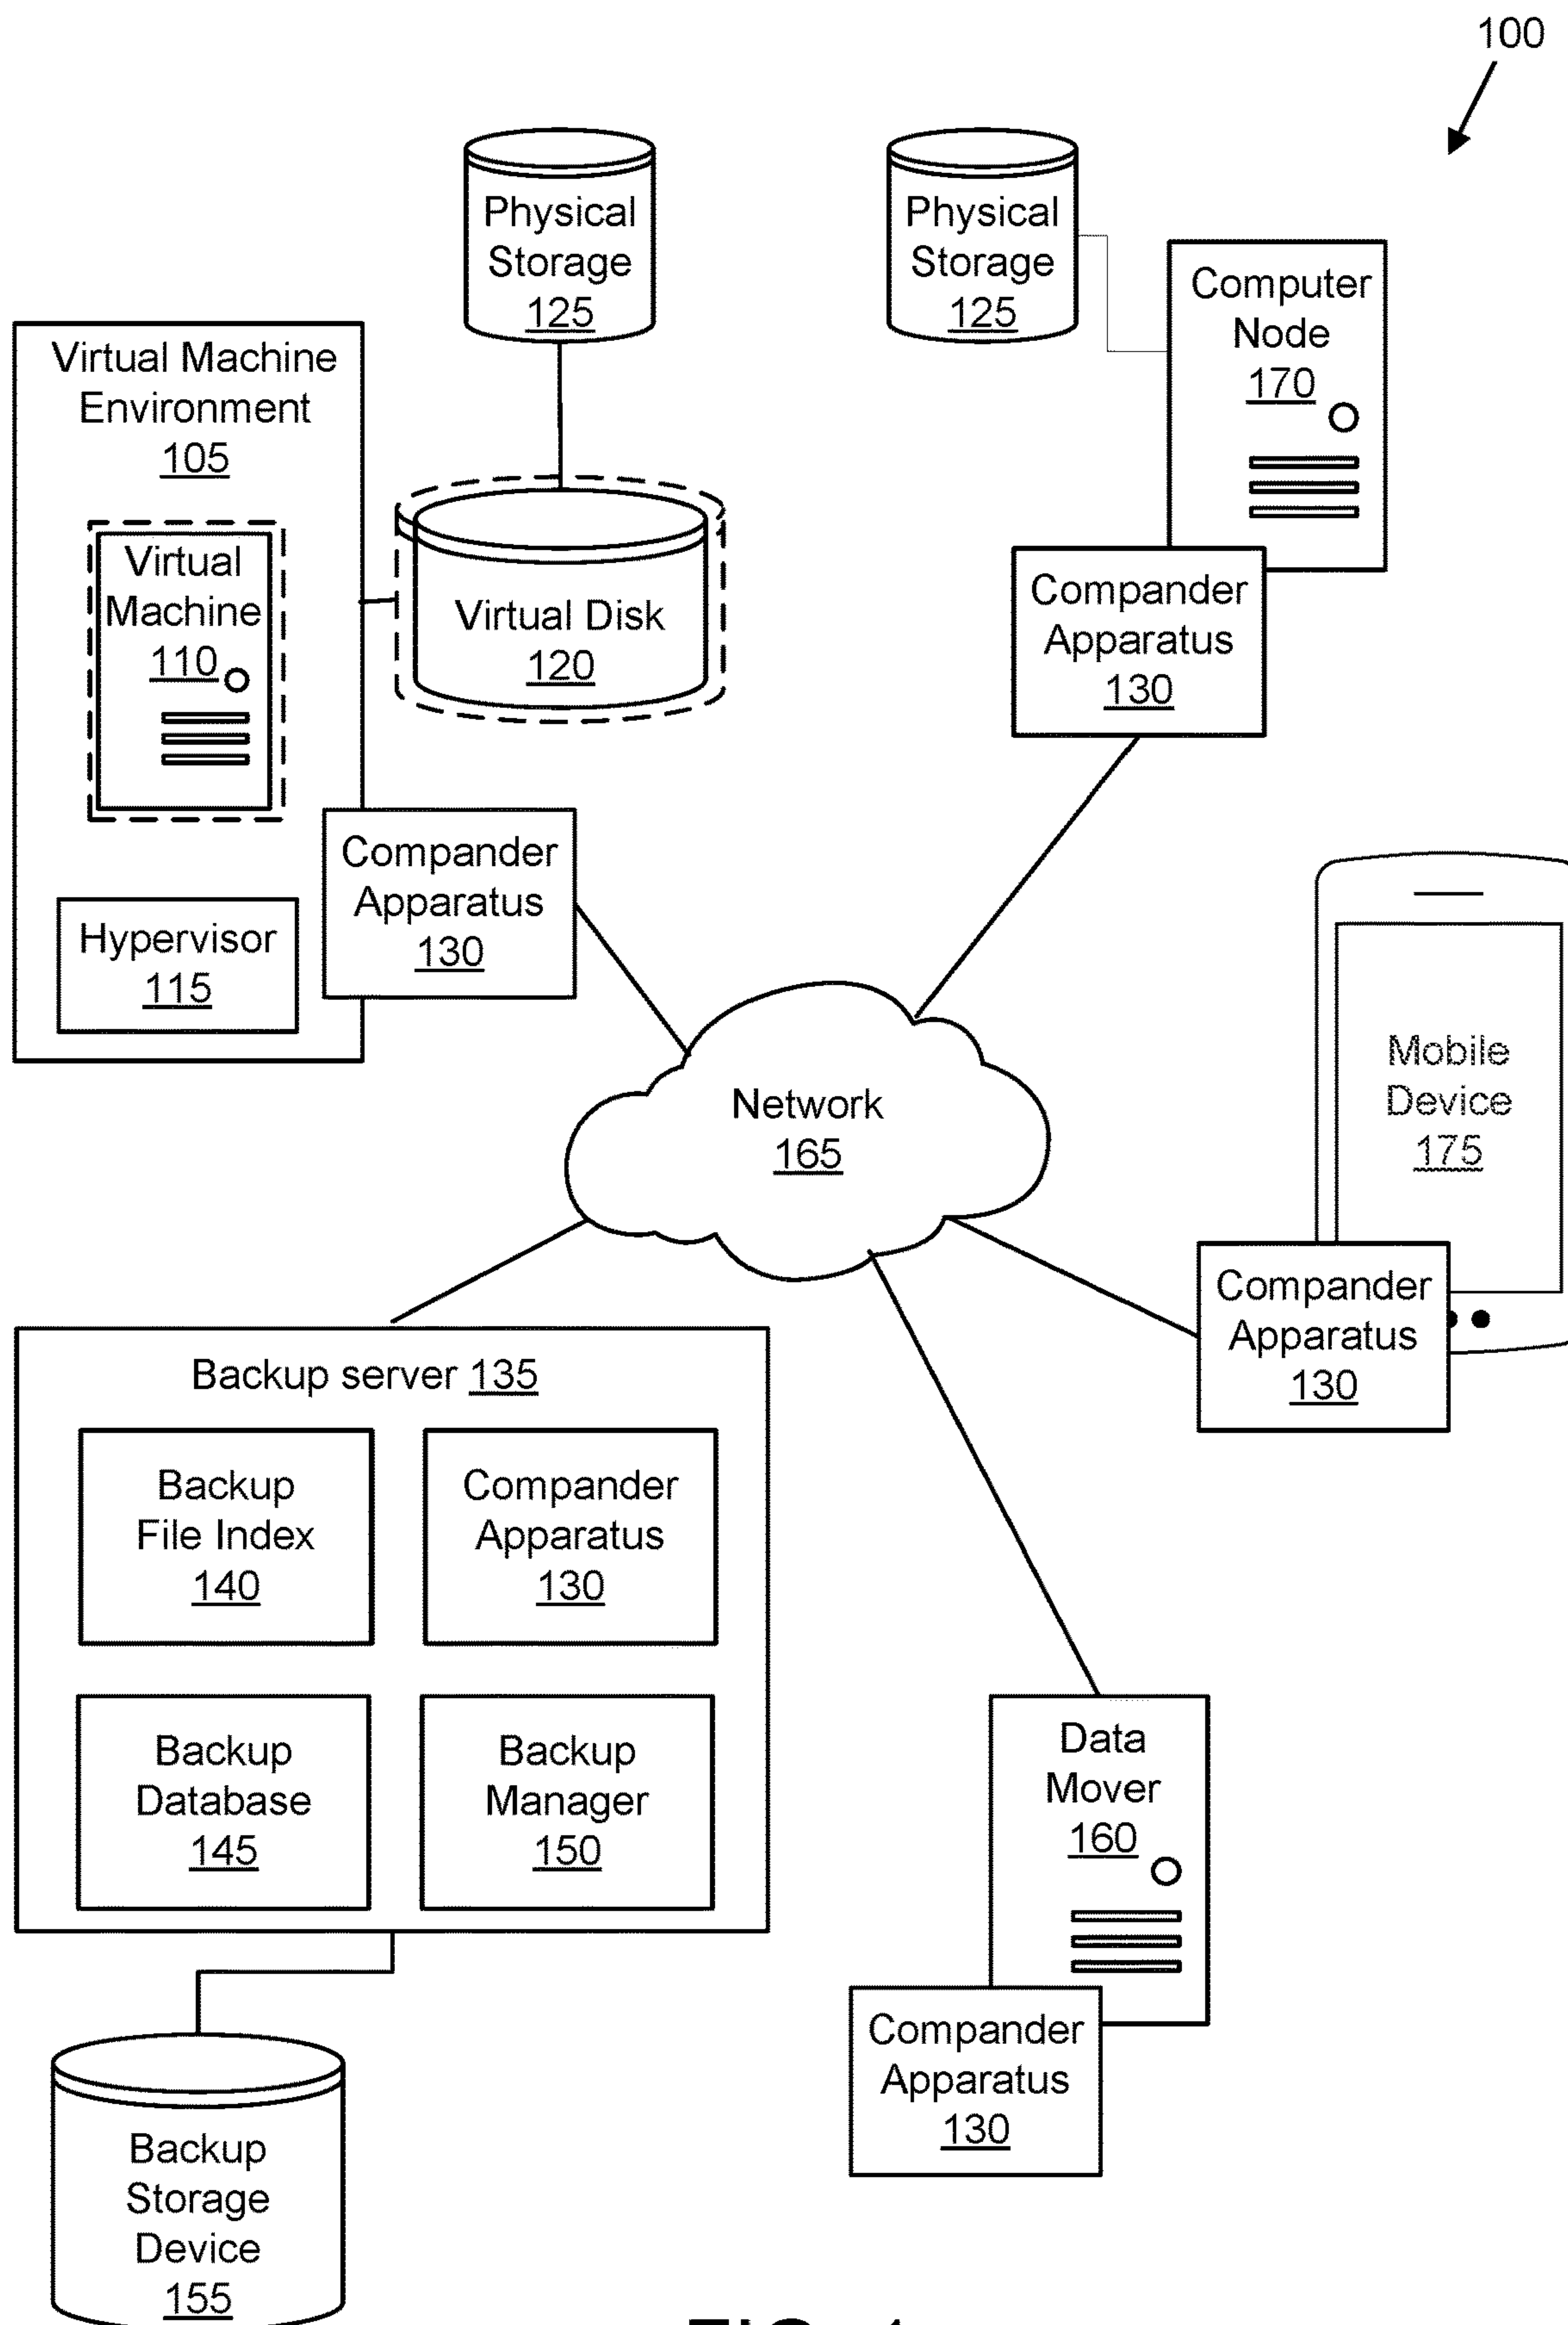 100
Physical
Storage
125
Physical
Storage
125
Computer
Node
170
Virtual Machine
Environment
105
Virtual
Machine
110
Virtual Disk
120
Compander
Apparatus
130
Compander
Apparatus
130
Hypervisor
115
Mobile
Device
175
Network
165
Compander
Apparatus
130
Backup server 135
Backup
File Index
140
Compander
Apparatus
130
Backup
Database
145
Backup
Manager
150
Data
Mover
160
Compander
Apparatus
130
Backup
Storage
Device
155